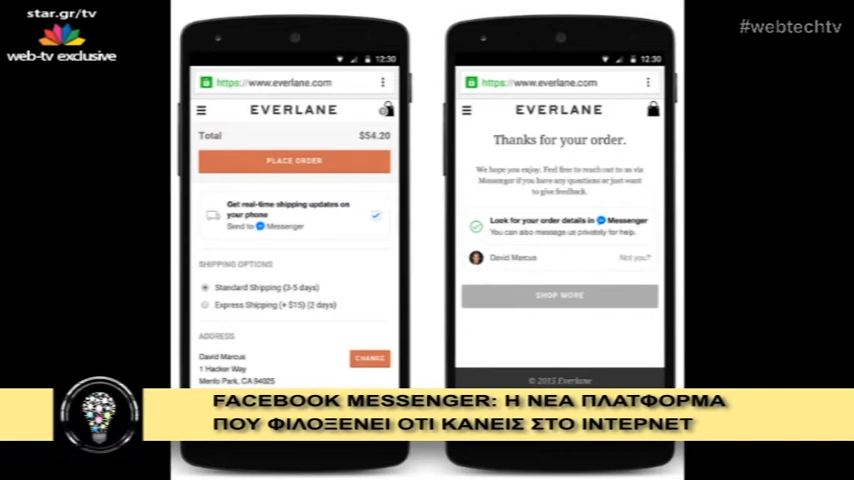 star.gr/tv
web-tv exclusive
#webtechtv
12:30
https://www.everlane.com
EVERLANE
Total $54.20
PLACE ORDER
Get real-time shipping updates on
your phone
Send to Messenger
SHIPPING OPTIONS
Standard Shipping (3-5 days)
Express Shipping (+ $15) (2 days)
ADDRESS
David Marcus
1 Hacker Way
Menlo Park, CA 94025
CHANGE
12:30
https://www.everlane.com
EVERLANE
Thanks for your order.
We hope you enjoy. Feel free to reach out to us via
Messenger if you have any questions or just want
to give feedback.
Look for your order details in Messenger
You can also message us privately for help.
David Marcus Not you?
SHOP MORE
© 2015 Everlane
FACEBOOK MESSENGER: Η ΝΕΑ ΠΛΑΤΦΟΡΜΑ
ΠΟΥ ΦΙΛΟΞΕΝΕΙ ΟΤΙ ΚΑΝΕΙΣ ΣΤΟ ΙΝΤΕΡΝΕΤ